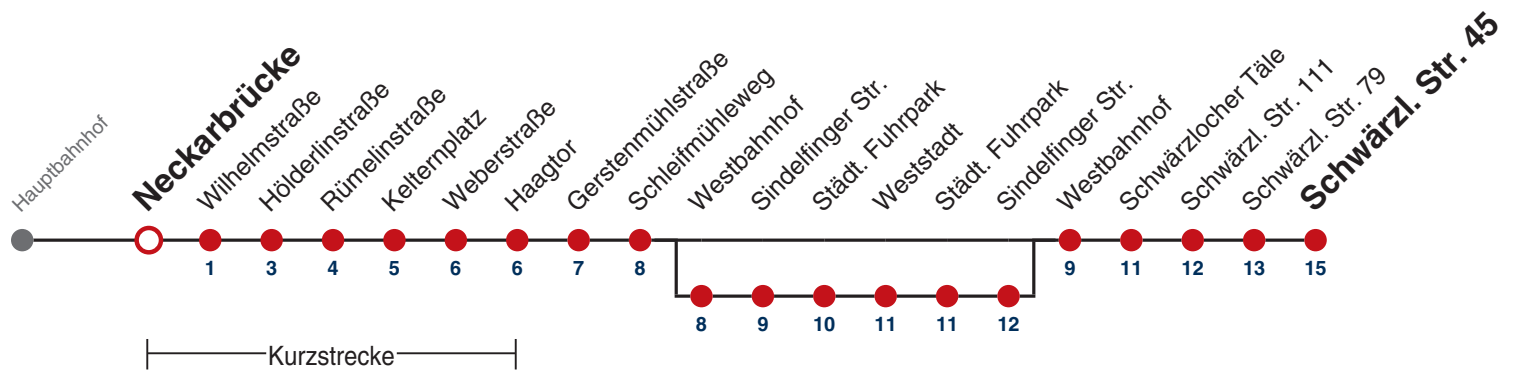 Hauptbahnhof
Neckarbrücke
Wilhelmstraße
Hölderlinstraße
Rümelinstraße
Kelternplatz
Weberstraße
Haagtor
Gerstenmühlstraße
Schleifmühleweg
Westbahnhof
Sindelfinger Str.
Städt. Fuhrpark
Weststadt
Städt. Fuhrpark
Sindelfinger Str.
Westbahnhof
Schwärzlocher Täle
Schwärzl. Str. 111
Schwärzl. Str. 79
Schwärzl. Str. 45
1 3 4 5 6 6 7 8 9 11 12 13 15
8 9 10 11 11 12
Kurzstrecke